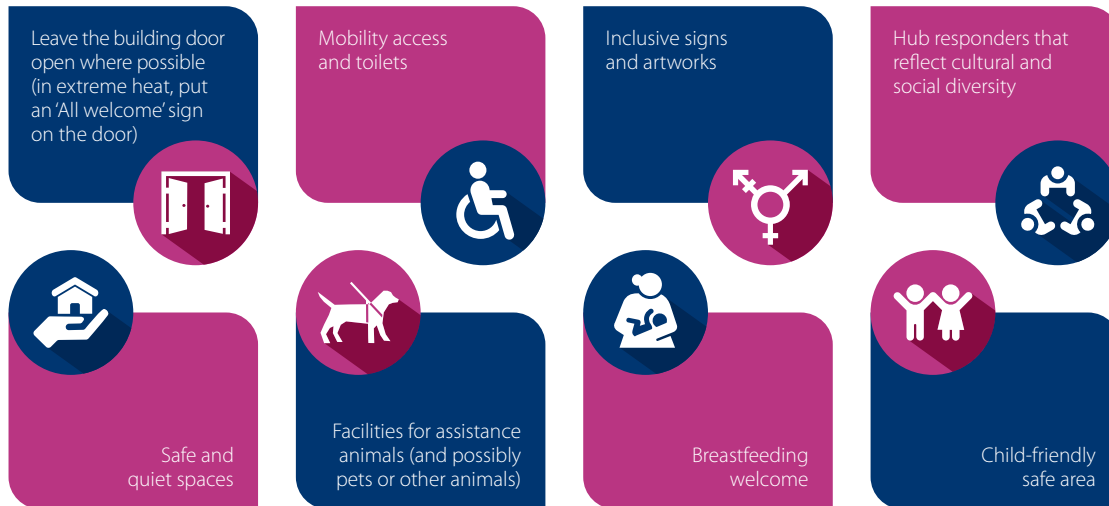 Leave the building door
open where possible
(in extreme heat, put
an ‘All welcome’ sign
on the door)
Mobility access
and toilets
Inclusive signs
and artworks
Hub responders that
reflect cultural and
social diversity
Safe and
quiet spaces
Facilities for assistance
animals (and possibly
pets or other animals)
Breastfeeding
welcome
Child-friendly
safe area